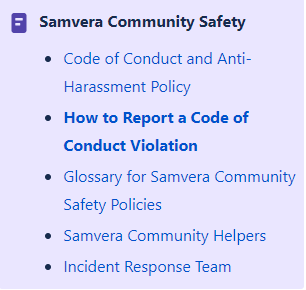 Samvera Community Safety
Code of Conduct and Anti-
Harassment Policy
How to Report a Code of
Conduct Violation
Glossary for Samvera Community
Safety Policies
Samvera Community Helpers
Incident Response Team